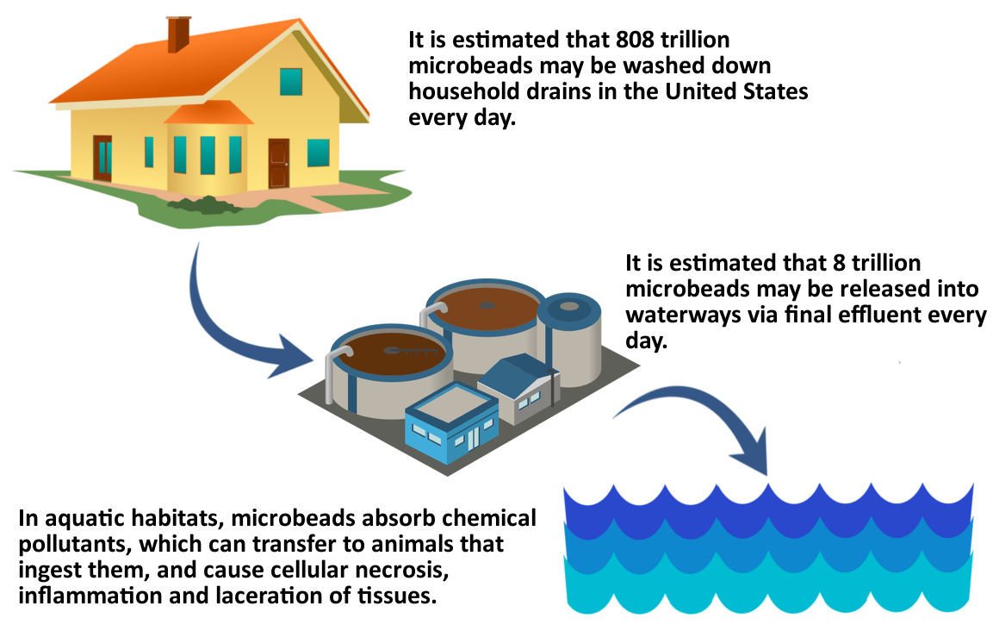 It is estimated that 808 trillion
microbeads may be washed down
household drains in the United States
every day.
It is estimated that 8 trillion
microbeads may be released into
waterways via final effluent every
day.
In aquatic habitats, microbeads absorb chemical
pollutants, which can transfer to animals that
ingest them, and cause cellular necrosis,
inflammation and laceration of tissues.